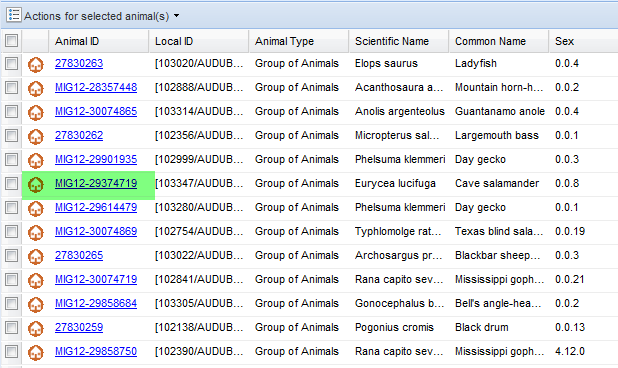 Actions for selected animal(s)
Animal ID Local ID Animal Type Scientific Name Common Name Sex
27830263 [103020/AUDUB... Group of Animals Elops saurus Ladyfish 0.0.4
MIG12-28357448 [102888/AUDUB... Group of Animals Acanthosaura a... Mountain horn-h... 0.0.2
MIG12-30074865 [103314/AUDUB... Group of Animals Anolis argenteolus Guantanamo anole 0.0.4
27830262 [102356/AUDUB... Group of Animals Micropterus sal... Largemouth bass 0.0.1
MIG12-29901935 [102999/AUDUB... Group of Animals Phelsuma klemmeri Day gecko 0.0.3
MIG12-29374719 [103347/AUDUB... Group of Animals Eurycea lucifuga Cave salamander 0.0.8
MIG12-29614479 [103280/AUDUB... Group of Animals Phelsuma klemmeri Day gecko 0.0.1
MIG12-30074869 [102754/AUDUB... Group of Animals Typhlomolge rat... Texas blind sala... 0.0.19
27830265 [103022/AUDUB... Group of Animals Archosargus pr... Blackbar sheep... 0.0.3
MIG12-30074719 [102841/AUDUB... Group of Animals Rana capito sev... Mississippi goph... 0.0.21
MIG12-29858684 [103305/AUDUB... Group of Animals Gonocephalus b... Bell's angle-hea... 0.0.2
27830259 [102138/AUDUB... Group of Animals Pogonius cromis Black drum 0.0.13
MIG12-29858750 [102390/AUDUB... Group of Animals Rana capito sev... Mississippi goph... 4.12.0